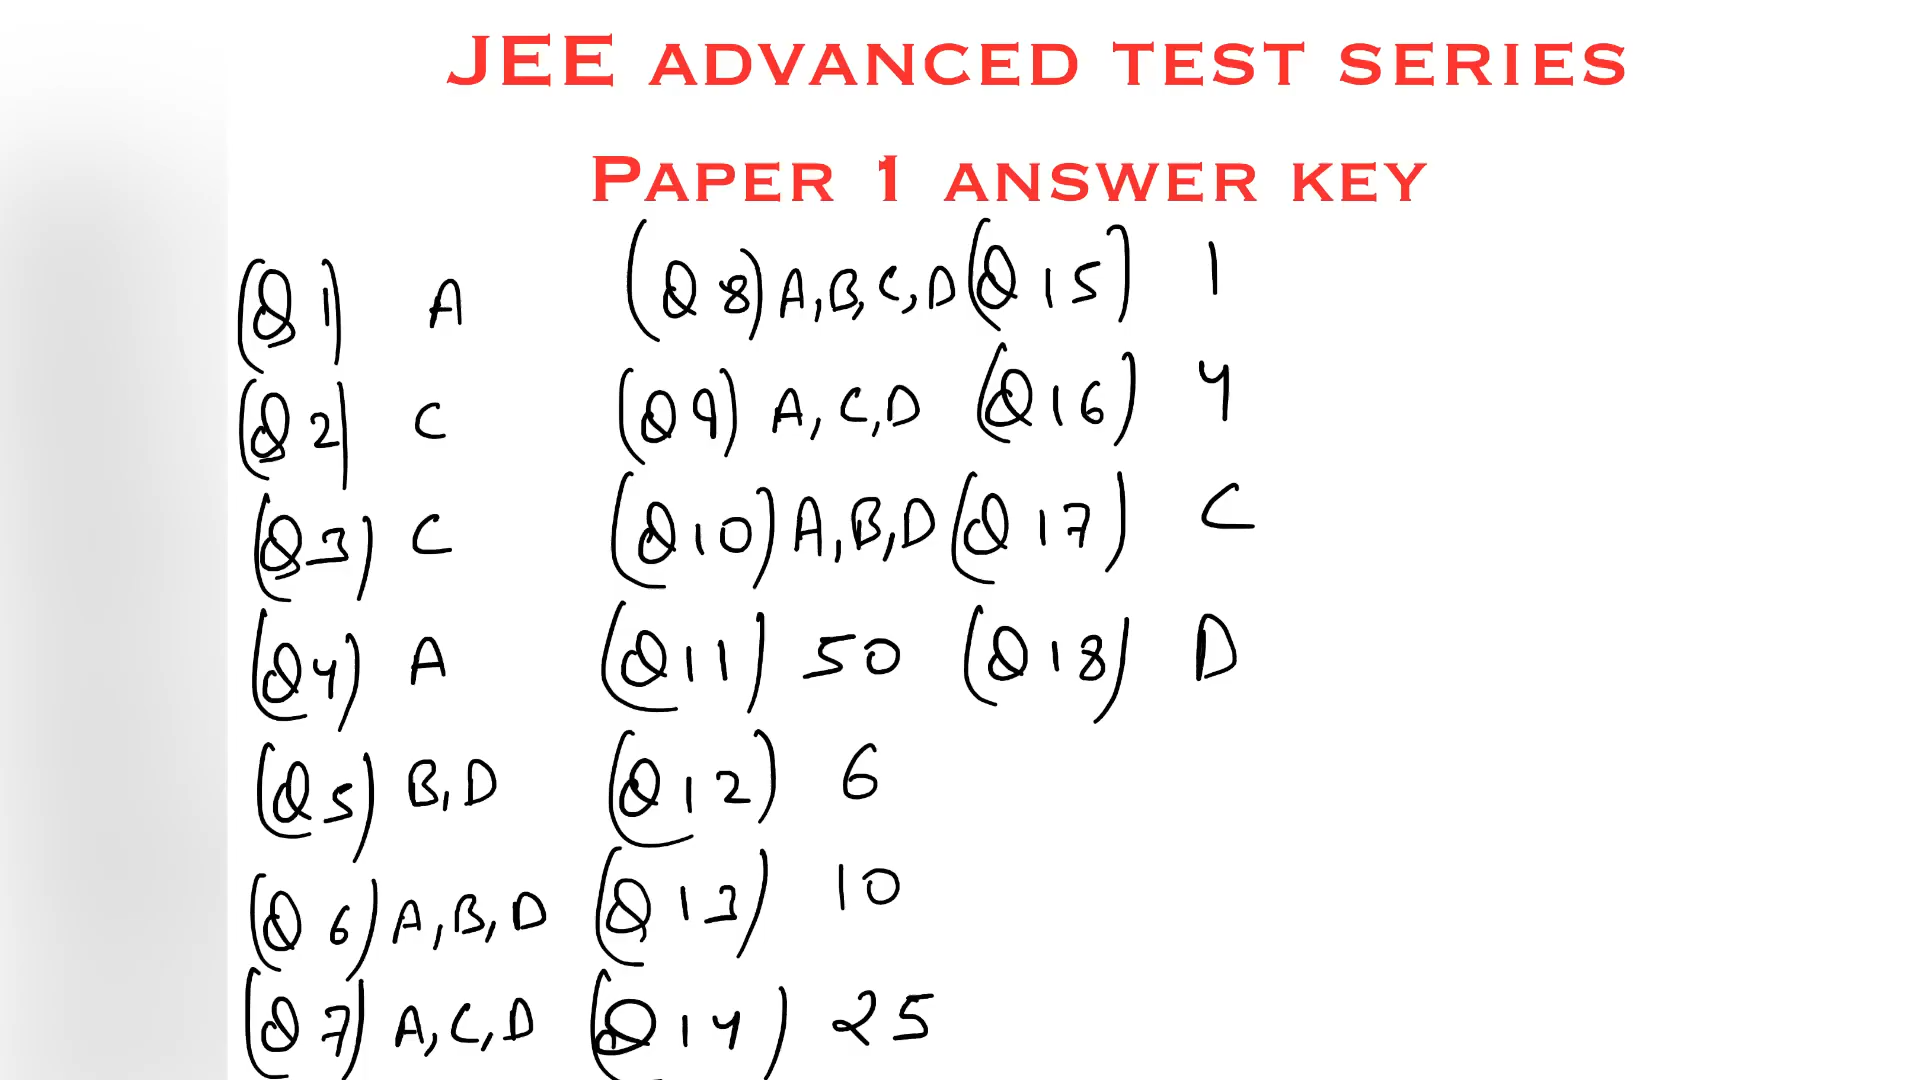 JEE ADVANCED TEST SERIES
PAPER 1 ANSWER KEY
(Q1) A (Q8) A,B,C,D (Q15) 1
(Q2) C (Q9) A,C,D (Q16) 4
(Q3) C (Q10) A,B,D (Q17) C
(Q4) A (Q11) 50 (Q18) D
(Q5) B,D (Q12) 6
(Q6) A,B,D (Q13) 10
(Q7) A,C,D (Q14) 25